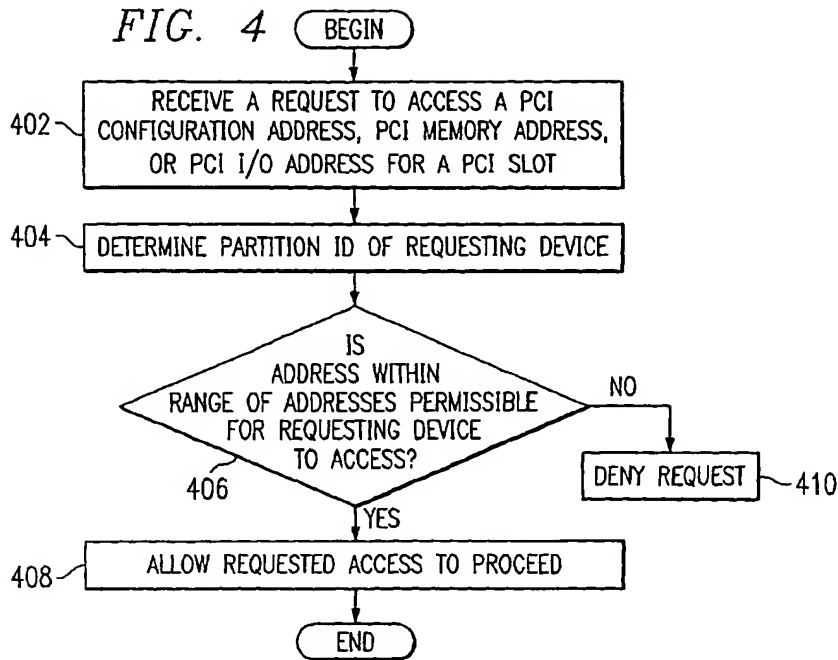 FIG. 4
BEGIN
402
RECEIVE A REQUEST TO ACCESS A PCI
CONFIGURATION ADDRESS, PCI MEMORY ADDRESS,
OR PCI I/O ADDRESS FOR A PCI SLOT
404
DETERMINE PARTITION ID OF REQUESTING DEVICE
IS
ADDRESS WITHIN
RANGE OF ADDRESSES PERMISSIBLE
FOR REQUESTING DEVICE
TO ACCESS?
406
NO
DENY REQUEST
410
YES
408
ALLOW REQUESTED ACCESS TO PROCEED
END